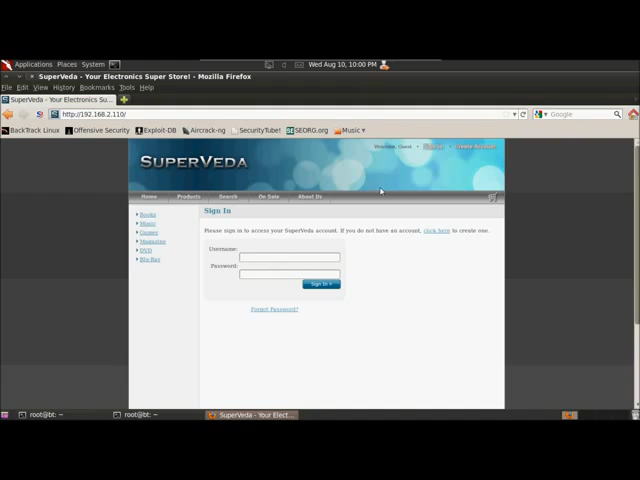 Applications Places System
Wed Aug 10, 10:00 PM
SuperVeda - Your Electronics Super Store! - Mozilla Firefox
File Edit View History Bookmarks Tools Help
SuperVeda - Your Electronics Su...
http://192.168.2.110/
Google
BackTrack Linux Offensive Security Exploit-DB Aircrack-ng SecurityTube! SEORG.org Music
Welcome, Guest Create Account
SUPERVEDA
Home Products Search On Sale About Us
Sign In
Books
Music
Games
Magazine
DVD
Blu-Ray
Please sign in to access your SuperVeda account. If you do not have an account, click here to create one.
Username:
Password:
Sign In »
Forgot Password?
root@bt: ~ root@bt: ~ SuperVeda - Your Elect...